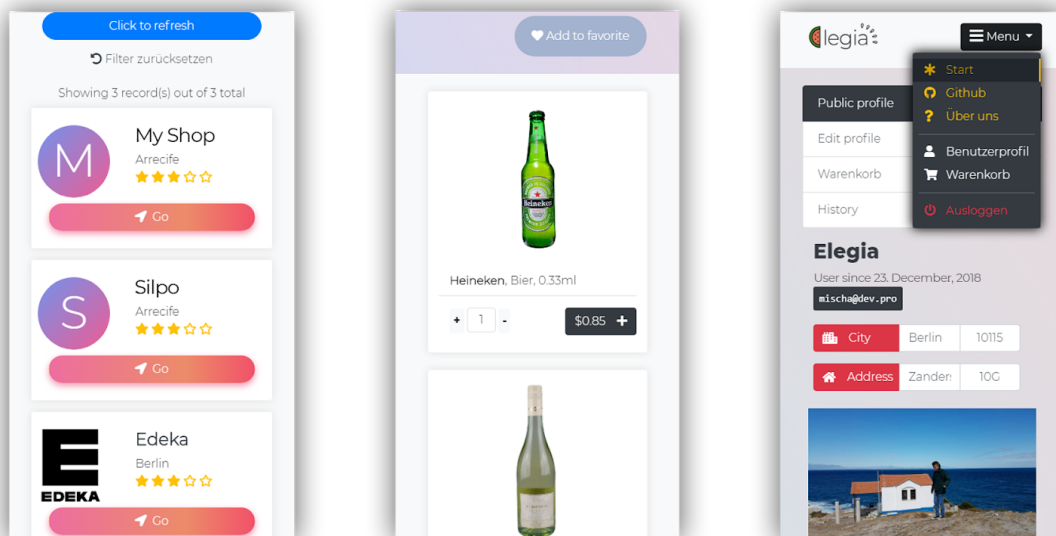 Click to refresh
Filter zurücksetzen
Showing 3 record(s) out of 3 total
M
My Shop
Arrecife
Go
S
Silpo
Arrecife
Go
E
EDEKA
Edeka
Berlin
Go
Add to favorite
Heineken
Heineken, Bier, 0.33ml
+ 1 -
$0.85 +
elegia
Menu
Start
Github
Über uns
Benutzerprofil
Warenkorb
Ausloggen
Public profile
Edit profile
Warenkorb
History
Elegia
User since 23. December, 2018
mischa@dev.pro
City Berlin 10115
Address Zander 10G